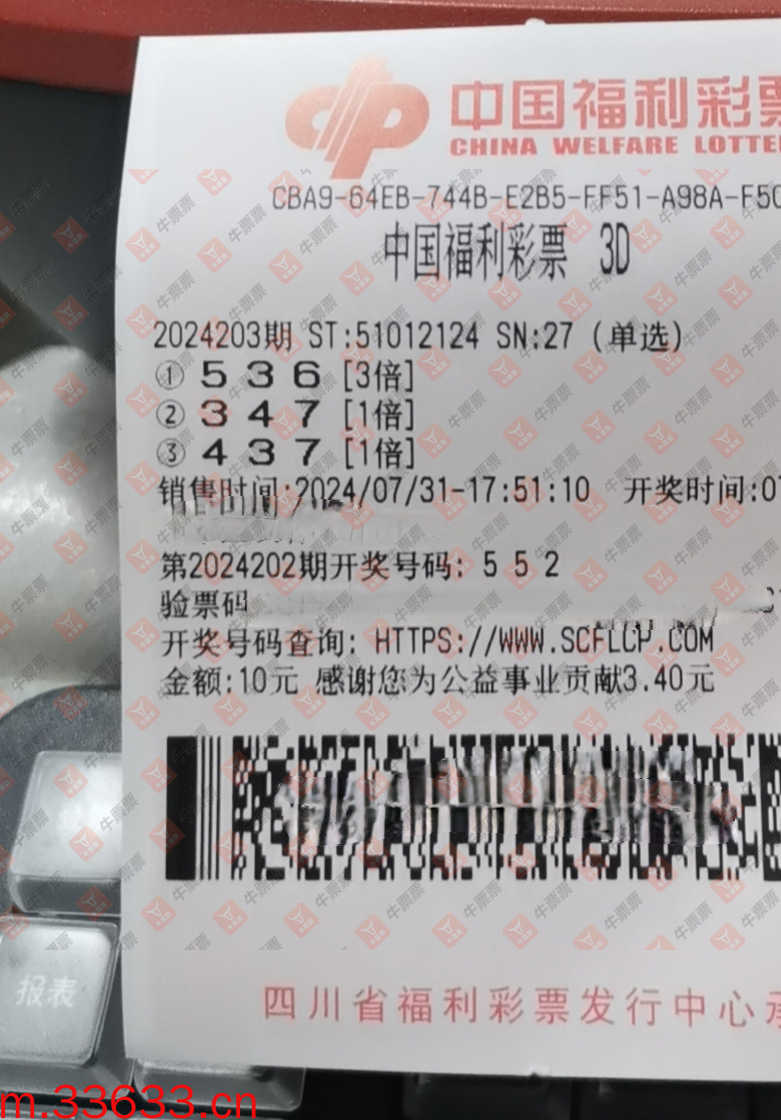 中国福利彩票
CHINA WELFARE LOTTE
CBA9-64EB-744B-E2B5-FF51-A98A-F50
中国福利彩票 3D
2024203期 ST:51012124 SN:27 (单选)
① 5 3 6 [3倍]
② 3 4 7 [1倍]
③ 4 3 7 [1倍]
销售时间:2024/07/31-17:51:10 开奖时间:07
第2024202期开奖号码: 5 5 2
验票码
开奖号码查询: HTTPS://WWW.SCFLCP.COM
金额:10元 感谢您为公益事业贡献3.40元
四川省福利彩票发行中心承
报表
m.33633.cn
牛票票